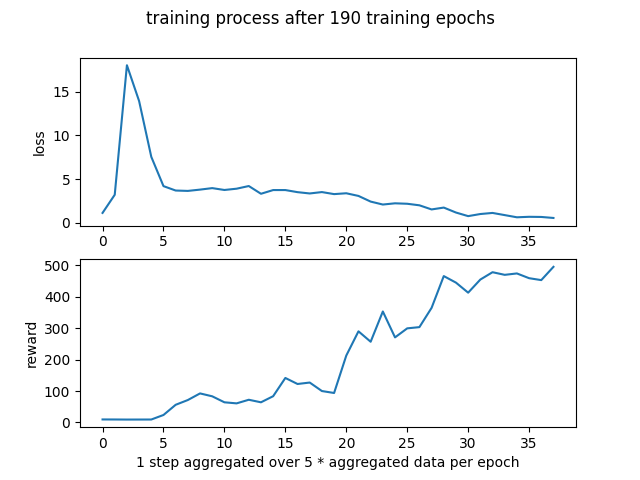 training process after 190 training epochs
loss
15
10
5
0
0 5 10 15 20 25 30 35
reward
500
400
300
200
100
0
0 5 10 15 20 25 30 35
1 step aggregated over 5 * aggregated data per epoch